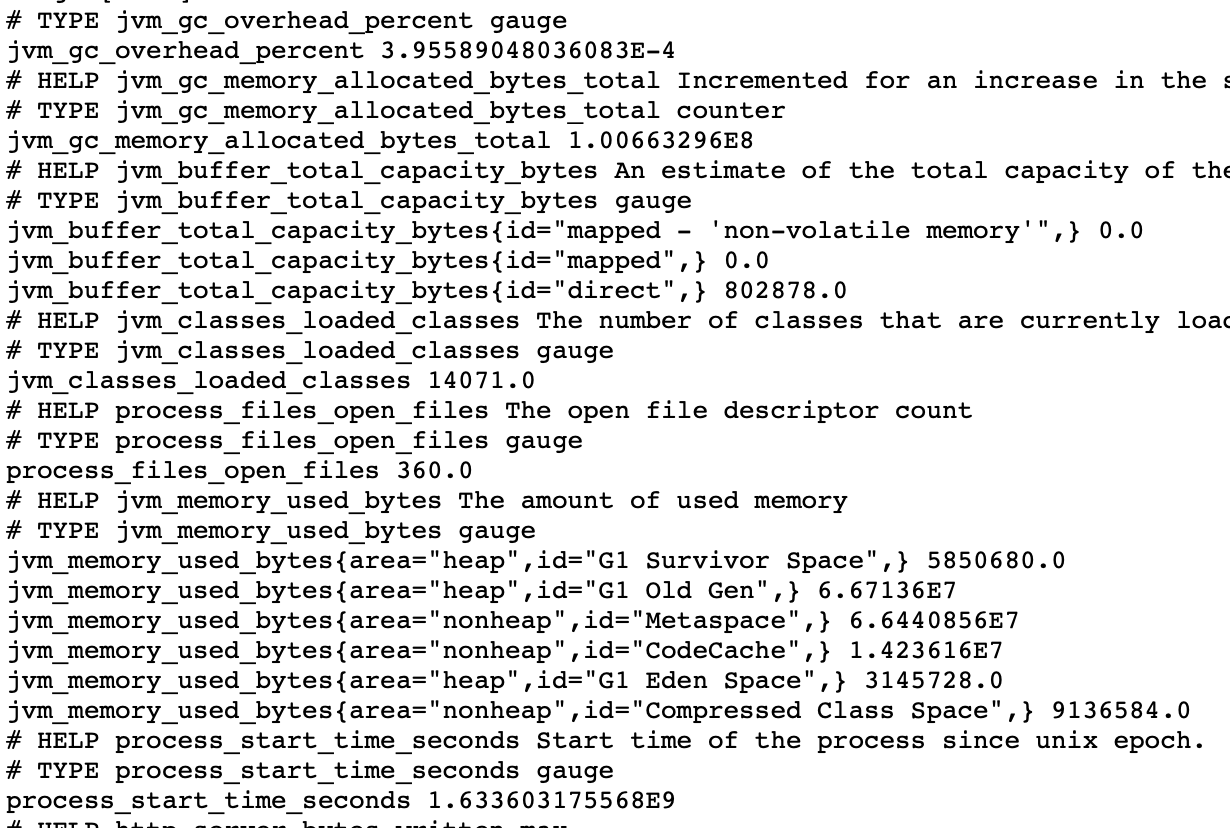 # TYPE jvm_gc_overhead_percent gauge
jvm_gc_overhead_percent 3.95589048036083E-4
# HELP jvm_gc_memory_allocated_bytes_total Incremented for an increase in the
# TYPE jvm_gc_memory_allocated_bytes_total counter
jvm_gc_memory_allocated_bytes_total 1.00663296E8
# HELP jvm_buffer_total_capacity_bytes An estimate of the total capacity of the
# TYPE jvm_buffer_total_capacity_bytes gauge
jvm_buffer_total_capacity_bytes{id="mapped - 'non-volatile memory'",} 0.0
jvm_buffer_total_capacity_bytes{id="mapped",} 0.0
jvm_buffer_total_capacity_bytes{id="direct",} 802878.0
# HELP jvm_classes_loaded_classes The number of classes that are currently loa
# TYPE jvm_classes_loaded_classes gauge
jvm_classes_loaded_classes 14071.0
# HELP process_files_open_files The open file descriptor count
# TYPE process_files_open_files gauge
process_files_open_files 360.0
# HELP jvm_memory_used_bytes The amount of used memory
# TYPE jvm_memory_used_bytes gauge
jvm_memory_used_bytes{area="heap",id="G1 Survivor Space",} 5850680.0
jvm_memory_used_bytes{area="heap",id="G1 Old Gen",} 6.67136E7
jvm_memory_used_bytes{area="nonheap",id="Metaspace",} 6.6440856E7
jvm_memory_used_bytes{area="nonheap",id="CodeCache",} 1.423616E7
jvm_memory_used_bytes{area="heap",id="G1 Eden Space",} 3145728.0
jvm_memory_used_bytes{area="nonheap",id="Compressed Class Space",} 9136584.0
# HELP process_start_time_seconds Start time of the process since unix epoch.
# TYPE process_start_time_seconds gauge
process_start_time_seconds 1.633603175568E9
# HELP http_server_bytes_written_max